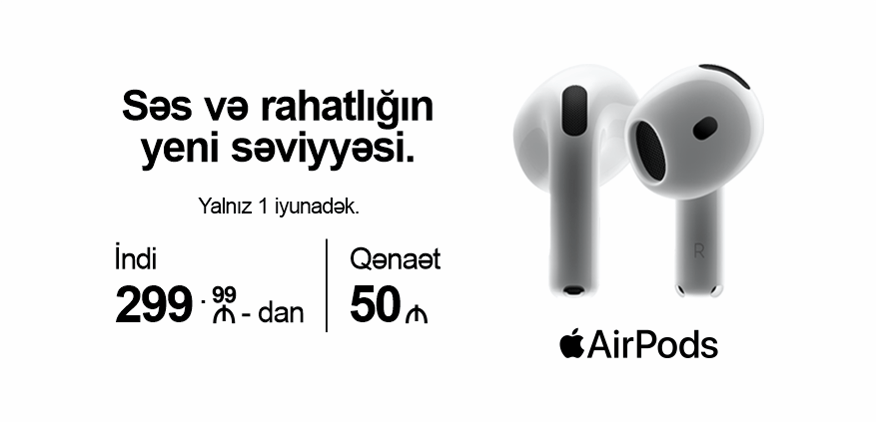 Səs və rahatlığın
yeni səviyyəsi.
Yalnız 1 iyunadək.
İndi
299.99 ₼ - dan
Qənaət
50 ₼
R
AirPods